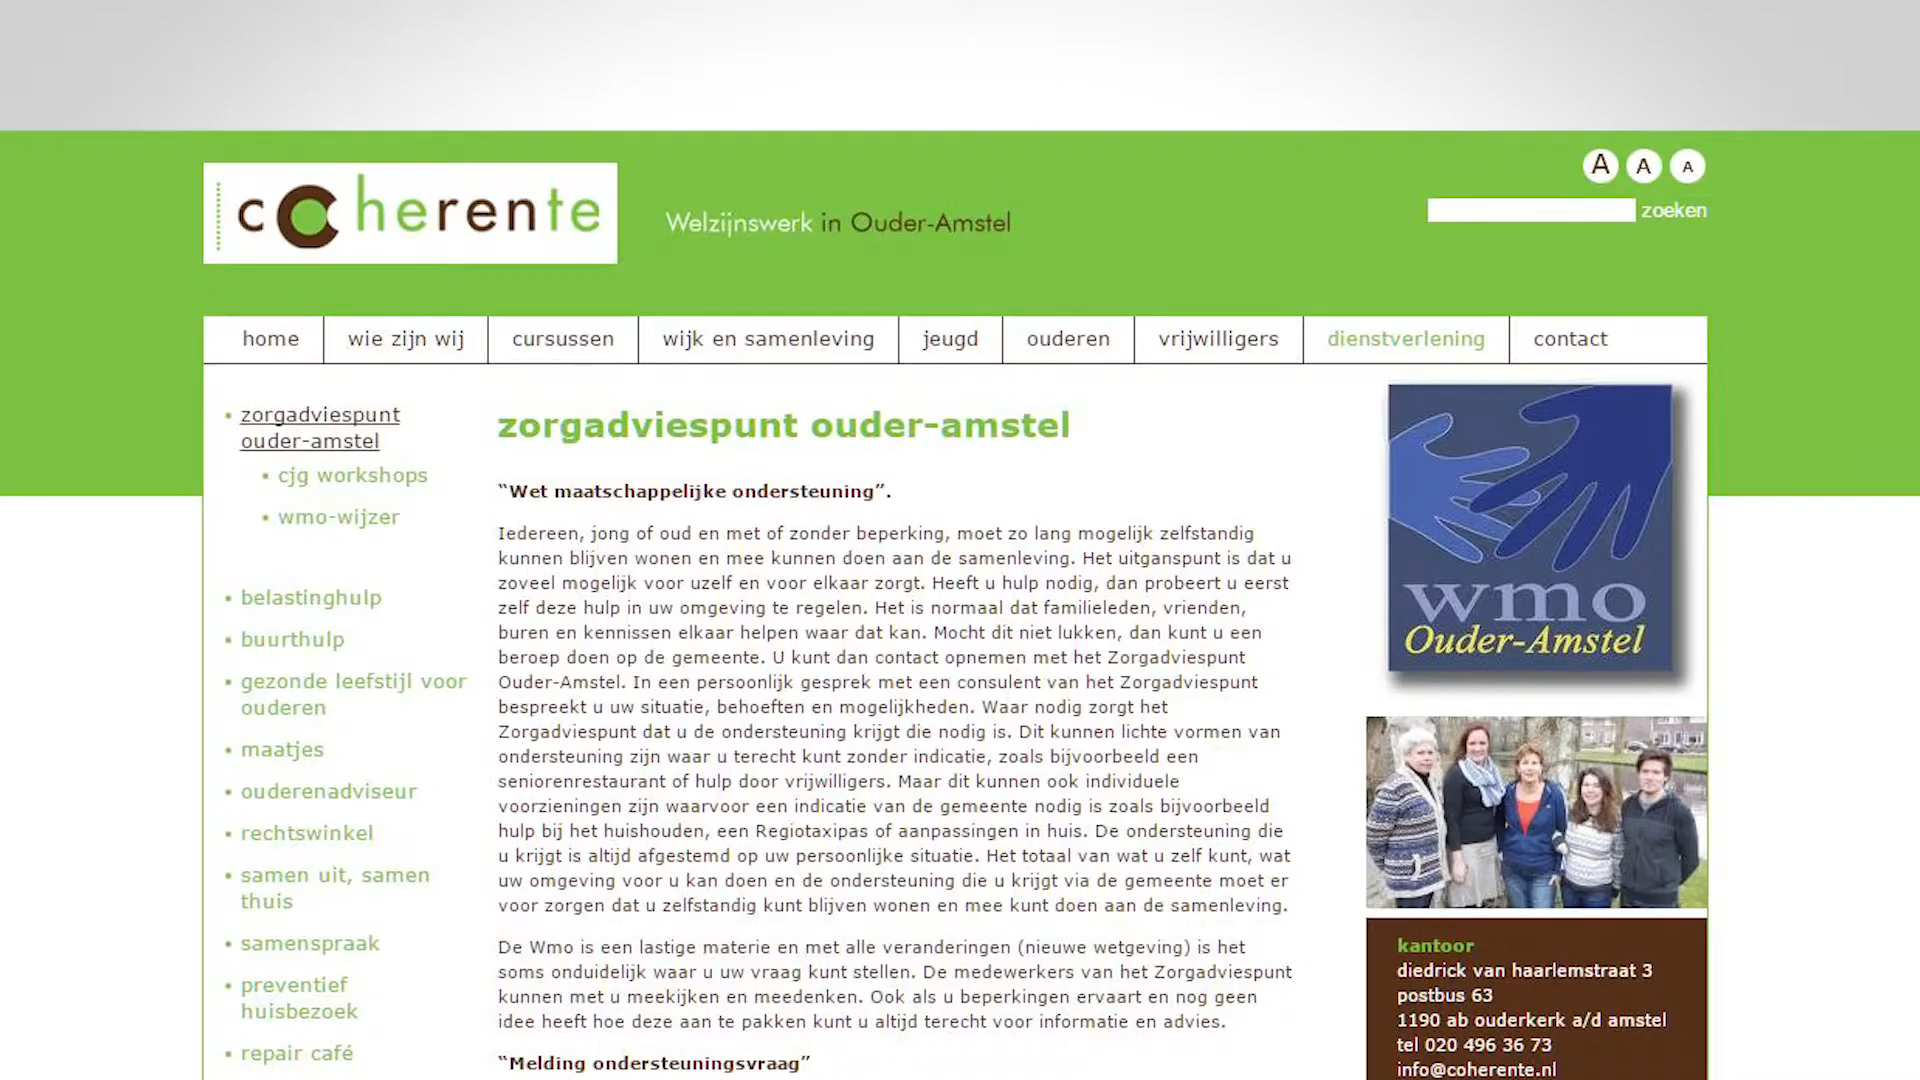 coherente
Welzijnswerk in Ouder-Amstel
A A A
zoeken
home
wie zijn wij
cursussen
wijk en samenleving
jeugd
ouderen
vrijwilligers
dienstverlening
contact
• zorgadviespunt
ouder-amstel
• cjg workshops
• wmo-wijzer
• belastinghulp
• buurthulp
• gezonde leefstijl voor
ouderen
• maatjes
• ouderenadviseur
• rechtswinkel
• samen uit, samen
thuis
• samenspraak
• preventief
huisbezoek
• repair café
zorgadviespunt ouder-amstel
“Wet maatschappelijke ondersteuning”.
Iedereen, jong of oud en met of zonder beperking, moet zo lang mogelijk zelfstandig
kunnen blijven wonen en mee kunnen doen aan de samenleving. Het uitganspunt is dat u
zoveel mogelijk voor uzelf en voor elkaar zorgt. Heeft u hulp nodig, dan probeert u eerst
zelf deze hulp in uw omgeving te regelen. Het is normaal dat familieleden, vrienden,
buren en kennissen elkaar helpen waar dat kan. Mocht dit niet lukken, dan kunt u een
beroep doen op de gemeente. U kunt dan contact opnemen met het Zorgadviespunt
Ouder-Amstel. In een persoonlijk gesprek met een consulent van het Zorgadviespunt
bespreekt u uw situatie, behoeften en mogelijkheden. Waar nodig zorgt het
Zorgadviespunt dat u de ondersteuning krijgt die nodig is. Dit kunnen lichte vormen van
ondersteuning zijn waar u terecht kunt zonder indicatie, zoals bijvoorbeeld een
seniorenrestaurant of hulp door vrijwilligers. Maar dit kunnen ook individuele
voorzieningen zijn waarvoor een indicatie van de gemeente nodig is zoals bijvoorbeeld
hulp bij het huishouden, een Regiotaxipas of aanpassingen in huis. De ondersteuning die
u krijgt is altijd afgestemd op uw persoonlijke situatie. Het totaal van wat u zelf kunt, wat
uw omgeving voor u kan doen en de ondersteuning die u krijgt via de gemeente moet er
voor zorgen dat u zelfstandig kunt blijven wonen en mee kunt doen aan de samenleving.
De Wmo is een lastige materie en met alle veranderingen (nieuwe wetgeving) is het
soms onduidelijk waar u uw vraag kunt stellen. De medewerkers van het Zorgadviespunt
kunnen met u meekijken en meedenken. Ook als u beperkingen ervaart en nog geen
idee heeft hoe deze aan te pakken kunt u altijd terecht voor informatie en advies.
“Melding ondersteuningsvraag”
wmo
Ouder-Amstel
kantoor
diedrick van haarlemstraat 3
postbus 63
1190 ab ouderkerk a/d amstel
tel 020 496 36 73
info@coherente.nl